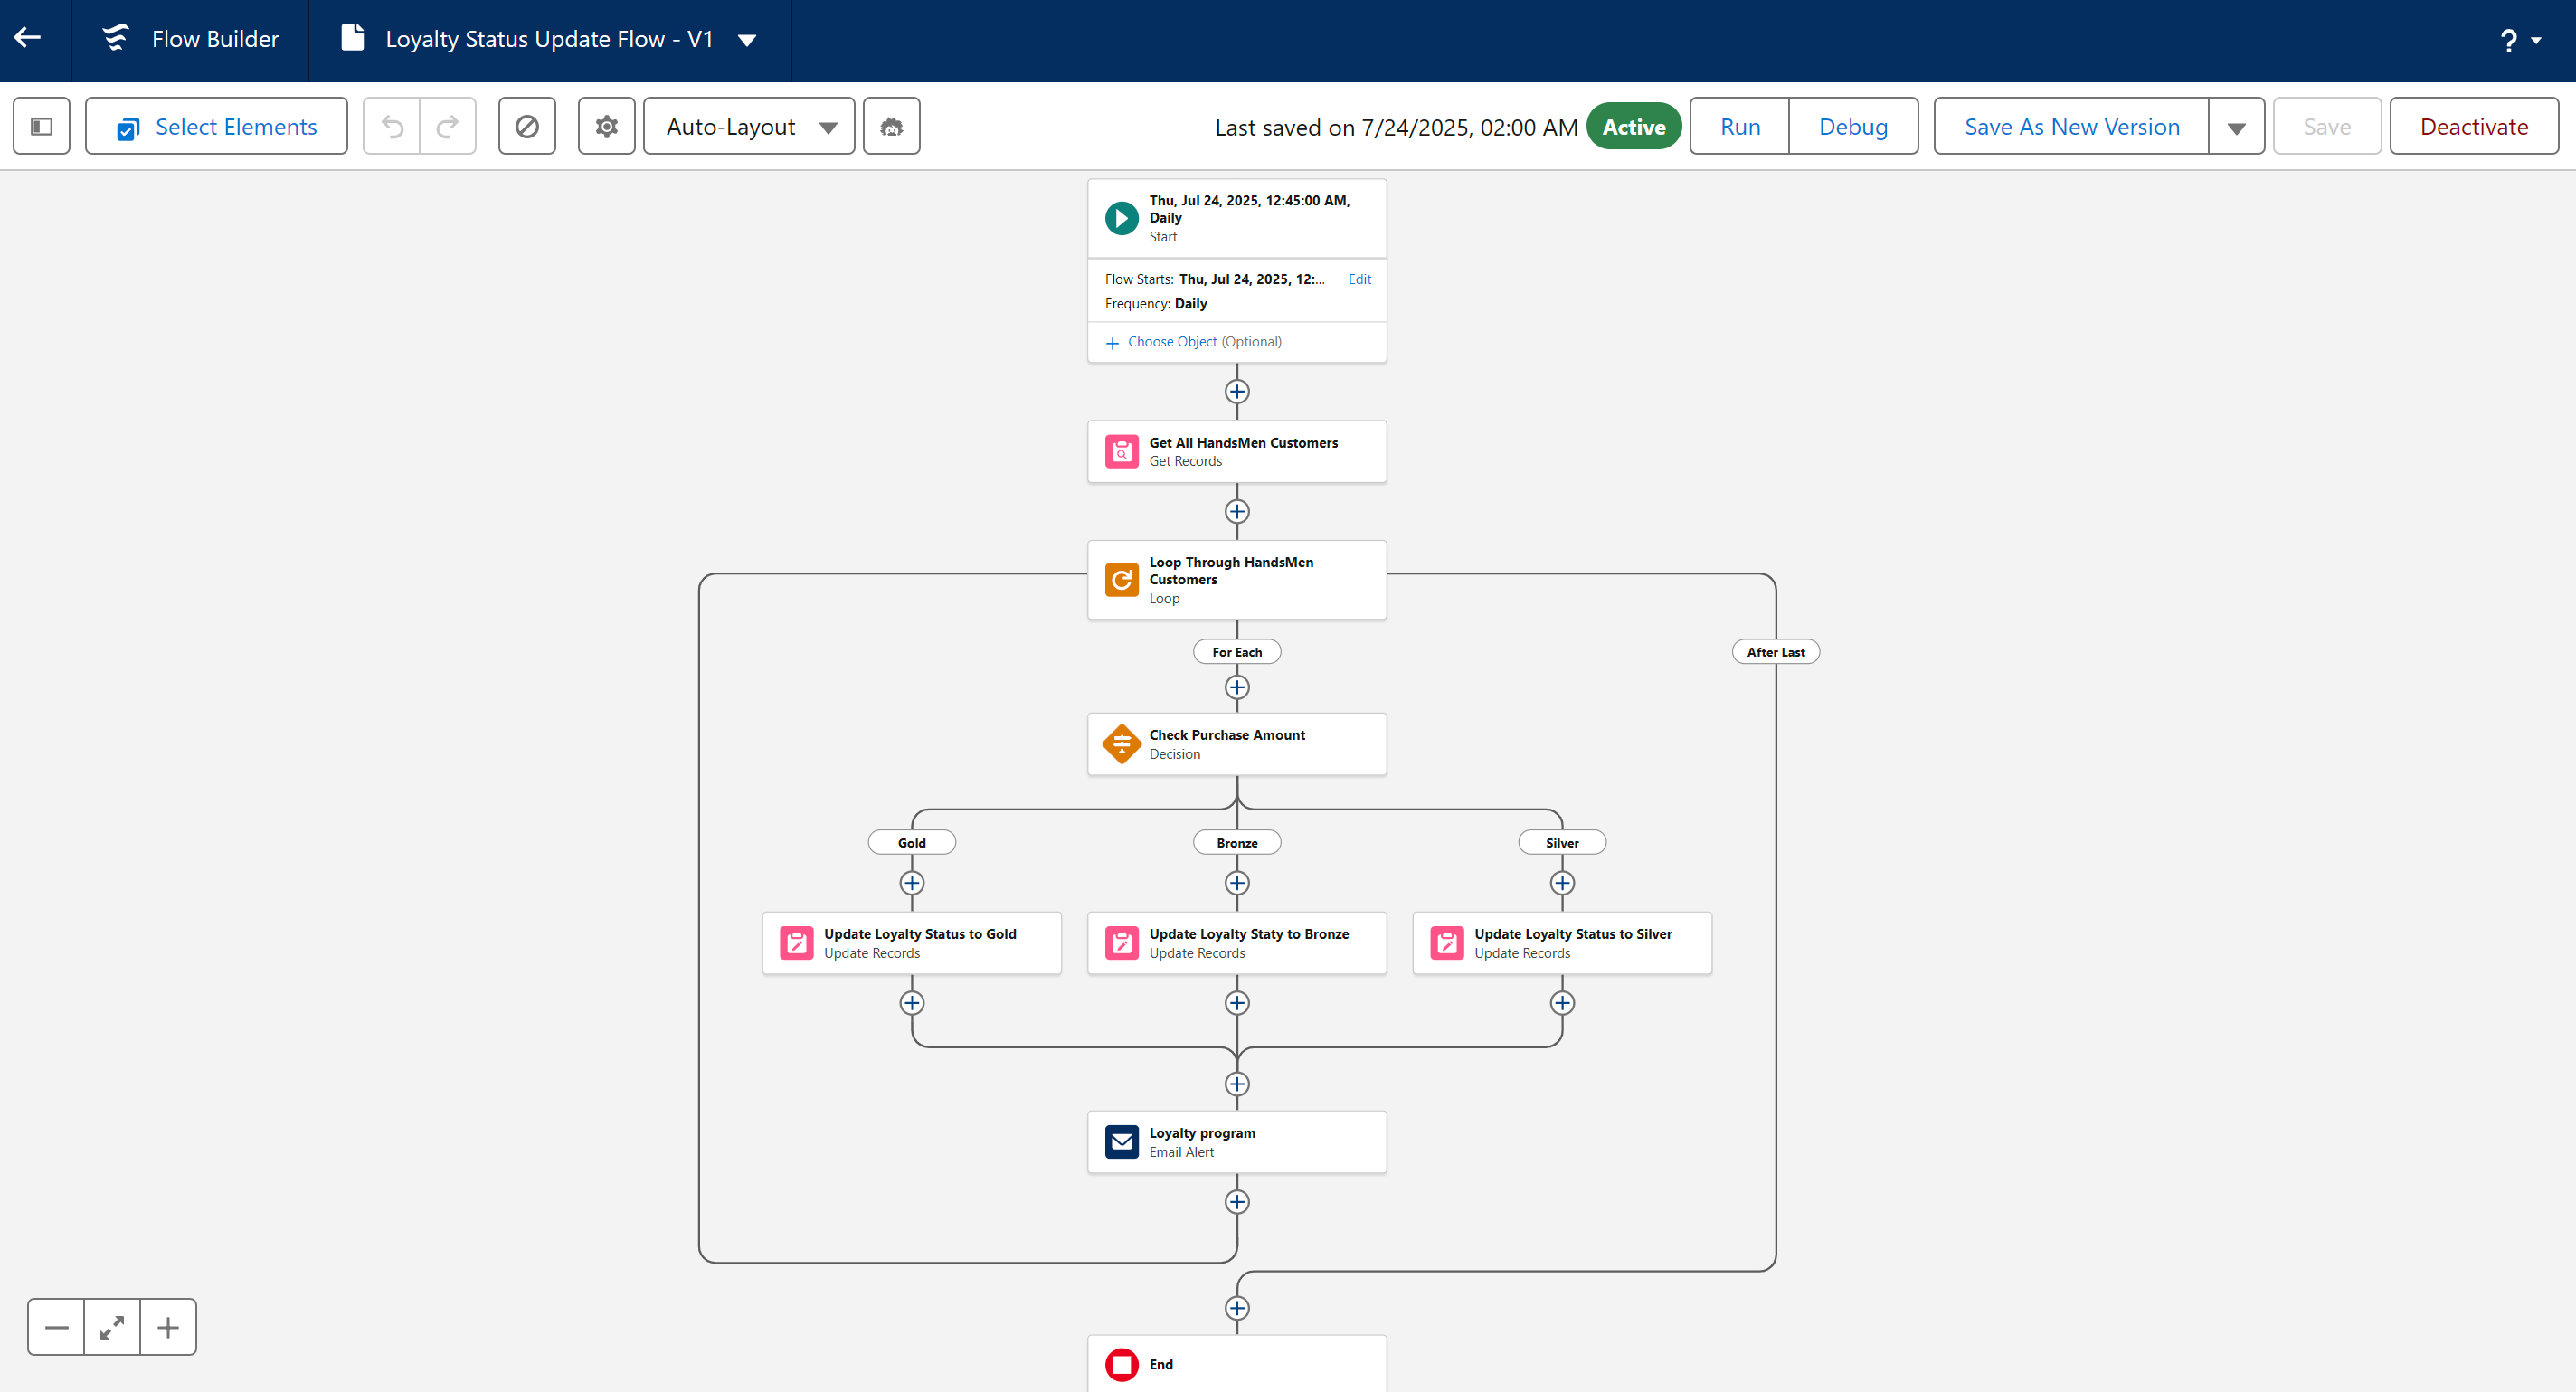 Flow Builder
Loyalty Status Update Flow - V1
?
Select Elements
Auto-Layout
Last saved on 7/24/2025, 02:00 AM
Active
Run
Debug
Save As New Version
Save
Deactivate
Thu, Jul 24, 2025, 12:45:00 AM,
Daily
Start
Flow Starts: Thu, Jul 24, 2025, 12:...
Edit
Frequency: Daily
Choose Object (Optional)
Get All HandsMen Customers
Get Records
Loop Through HandsMen
Customers
Loop
For Each
After Last
Check Purchase Amount
Decision
Gold
Bronze
Silver
Update Loyalty Status to Gold
Update Records
Update Loyalty Staty to Bronze
Update Records
Update Loyalty Status to Silver
Update Records
Loyalty program
Email Alert
End